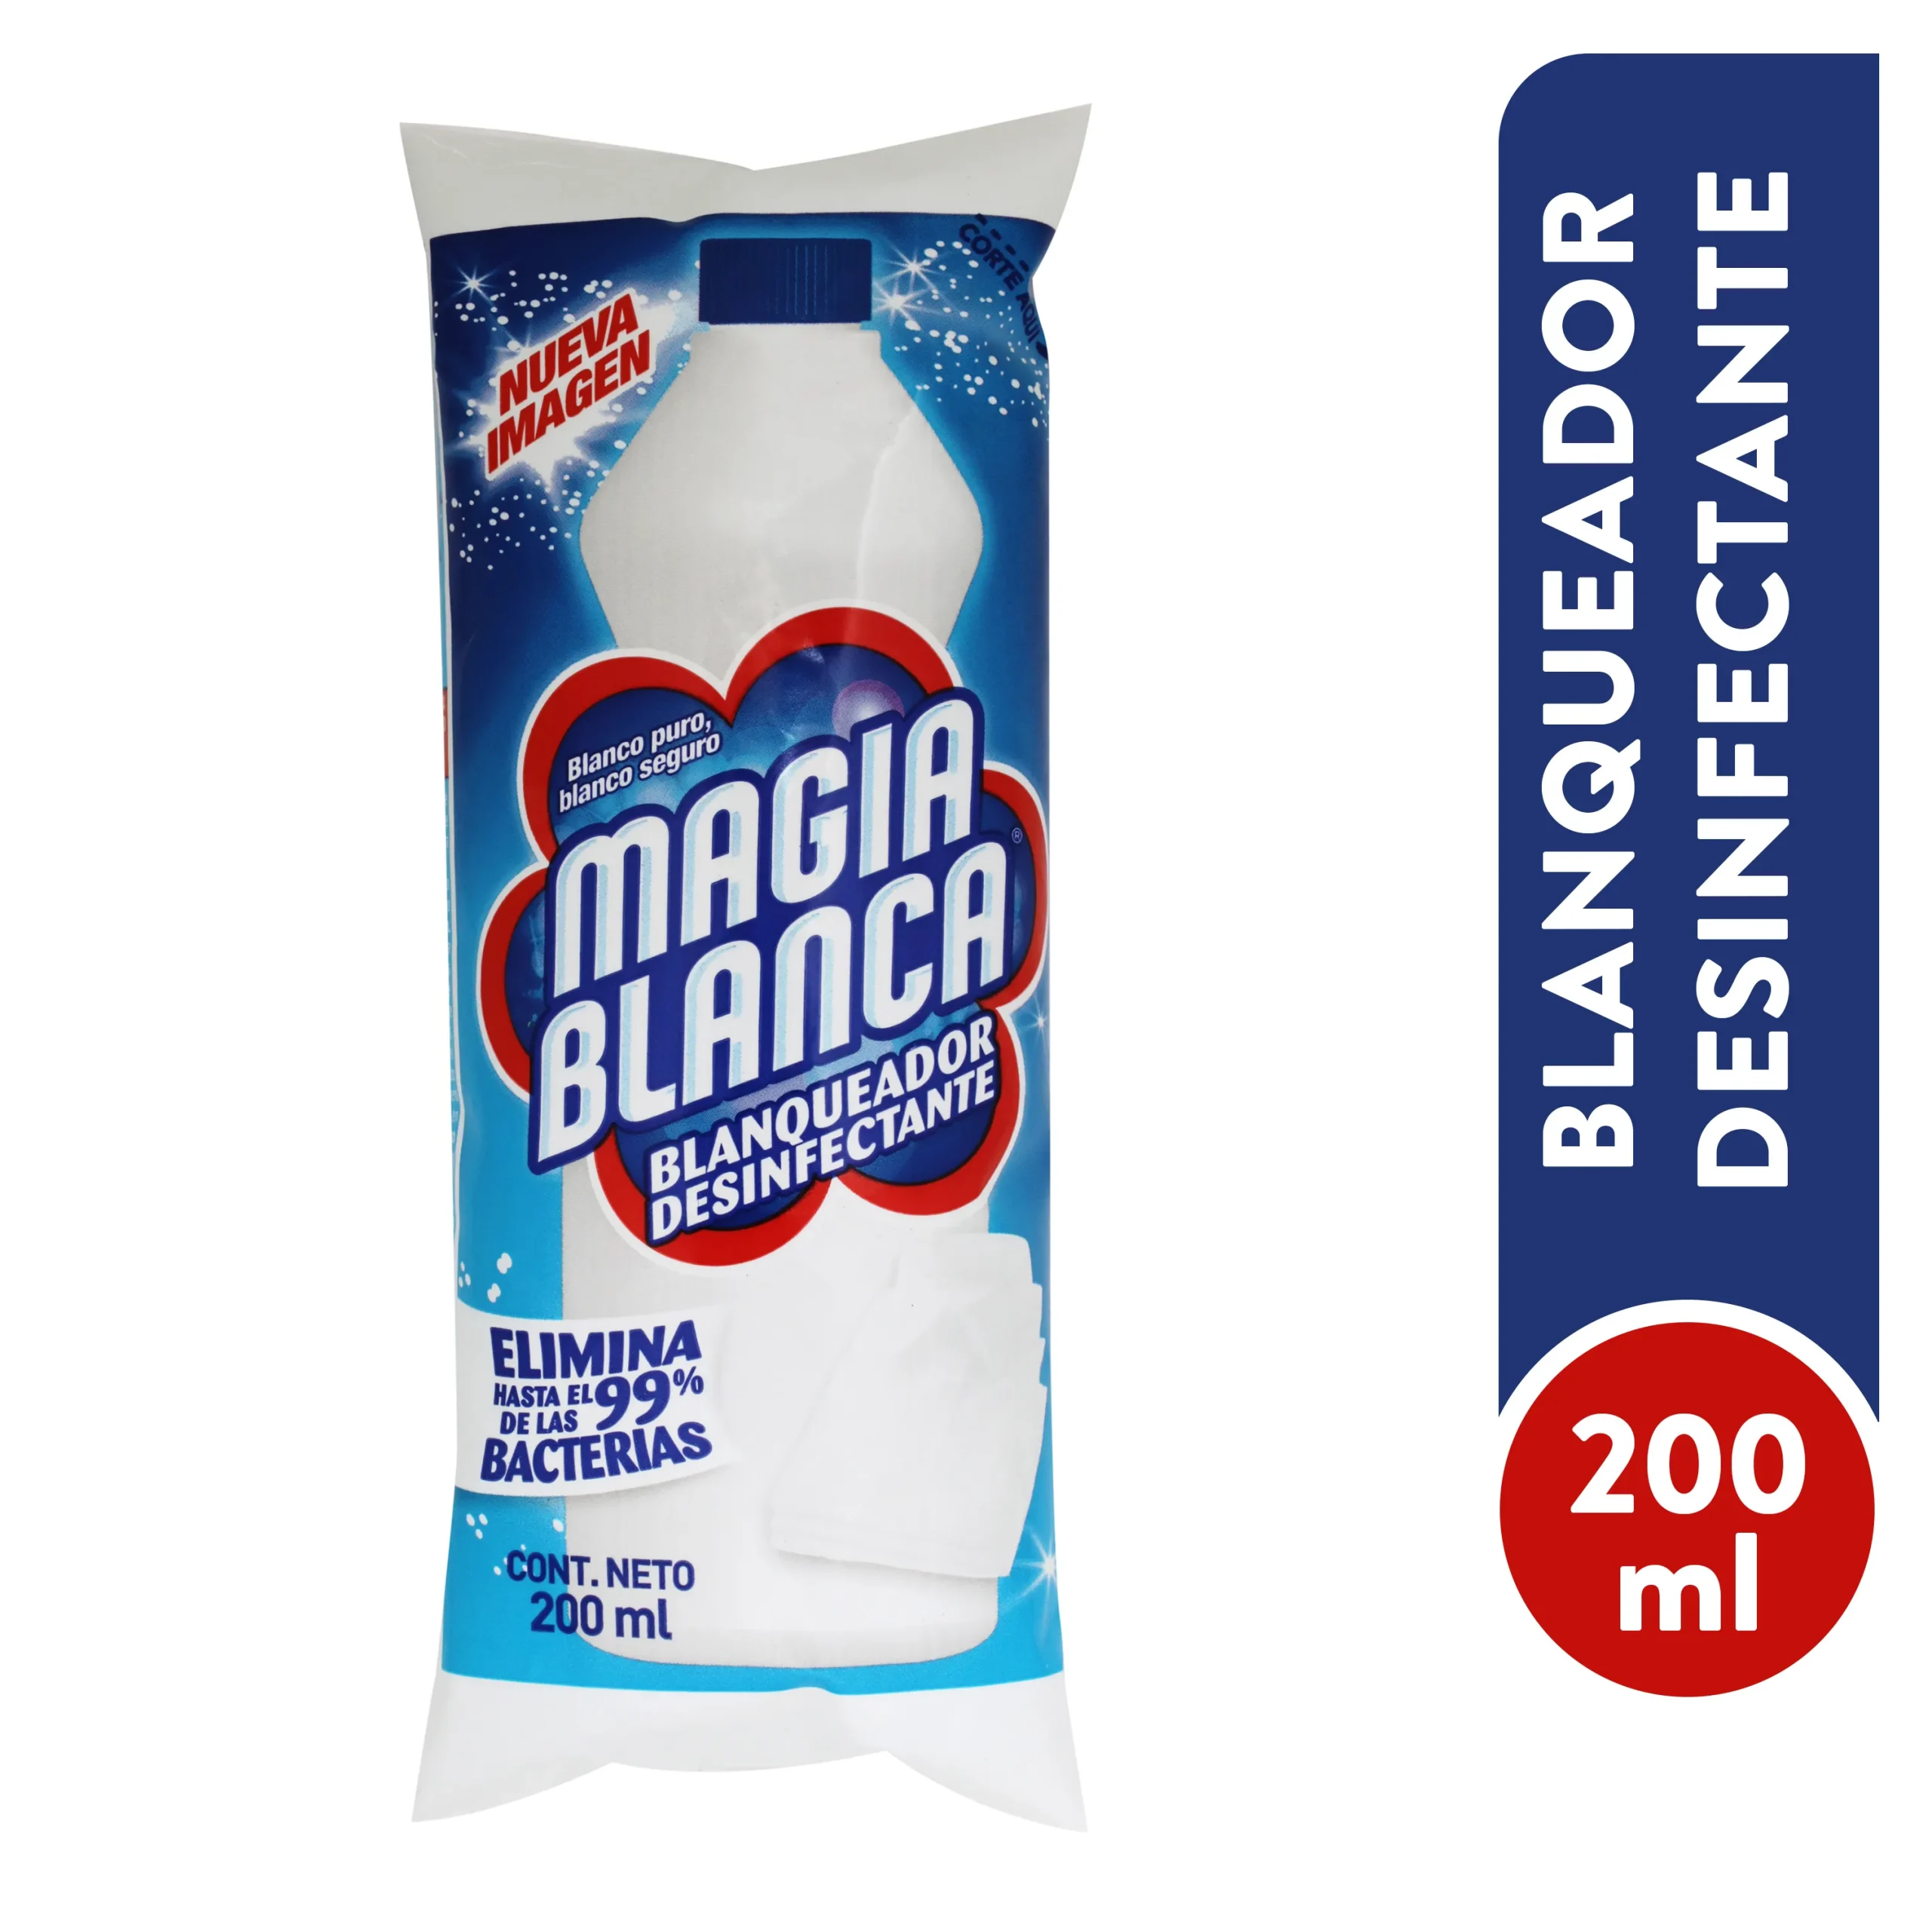 CORTE AQUI
NUEVA
IMAGEN
Blanco puro,
blanco seguro
MAGIA
BLANCA®
BLANQUEADOR
DESINFECTANTE
ELIMINA
HASTA EL 99%
DE LAS
BACTERIAS
CONT. NETO
200 ml
BLANQUEADOR
DESINFECTANTE
200
ml